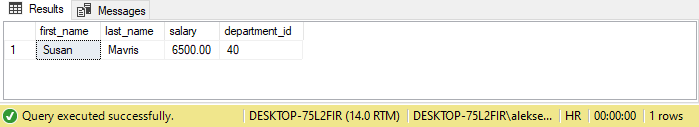 Results Messages
first_name last_name salary department_id
1 Susan Mavris 6500.00 40
Query executed successfully. DESKTOP-75L2FIR (14.0 RTM) DESKTOP-75L2FIR\alekse... HR 00:00:00 1 rows